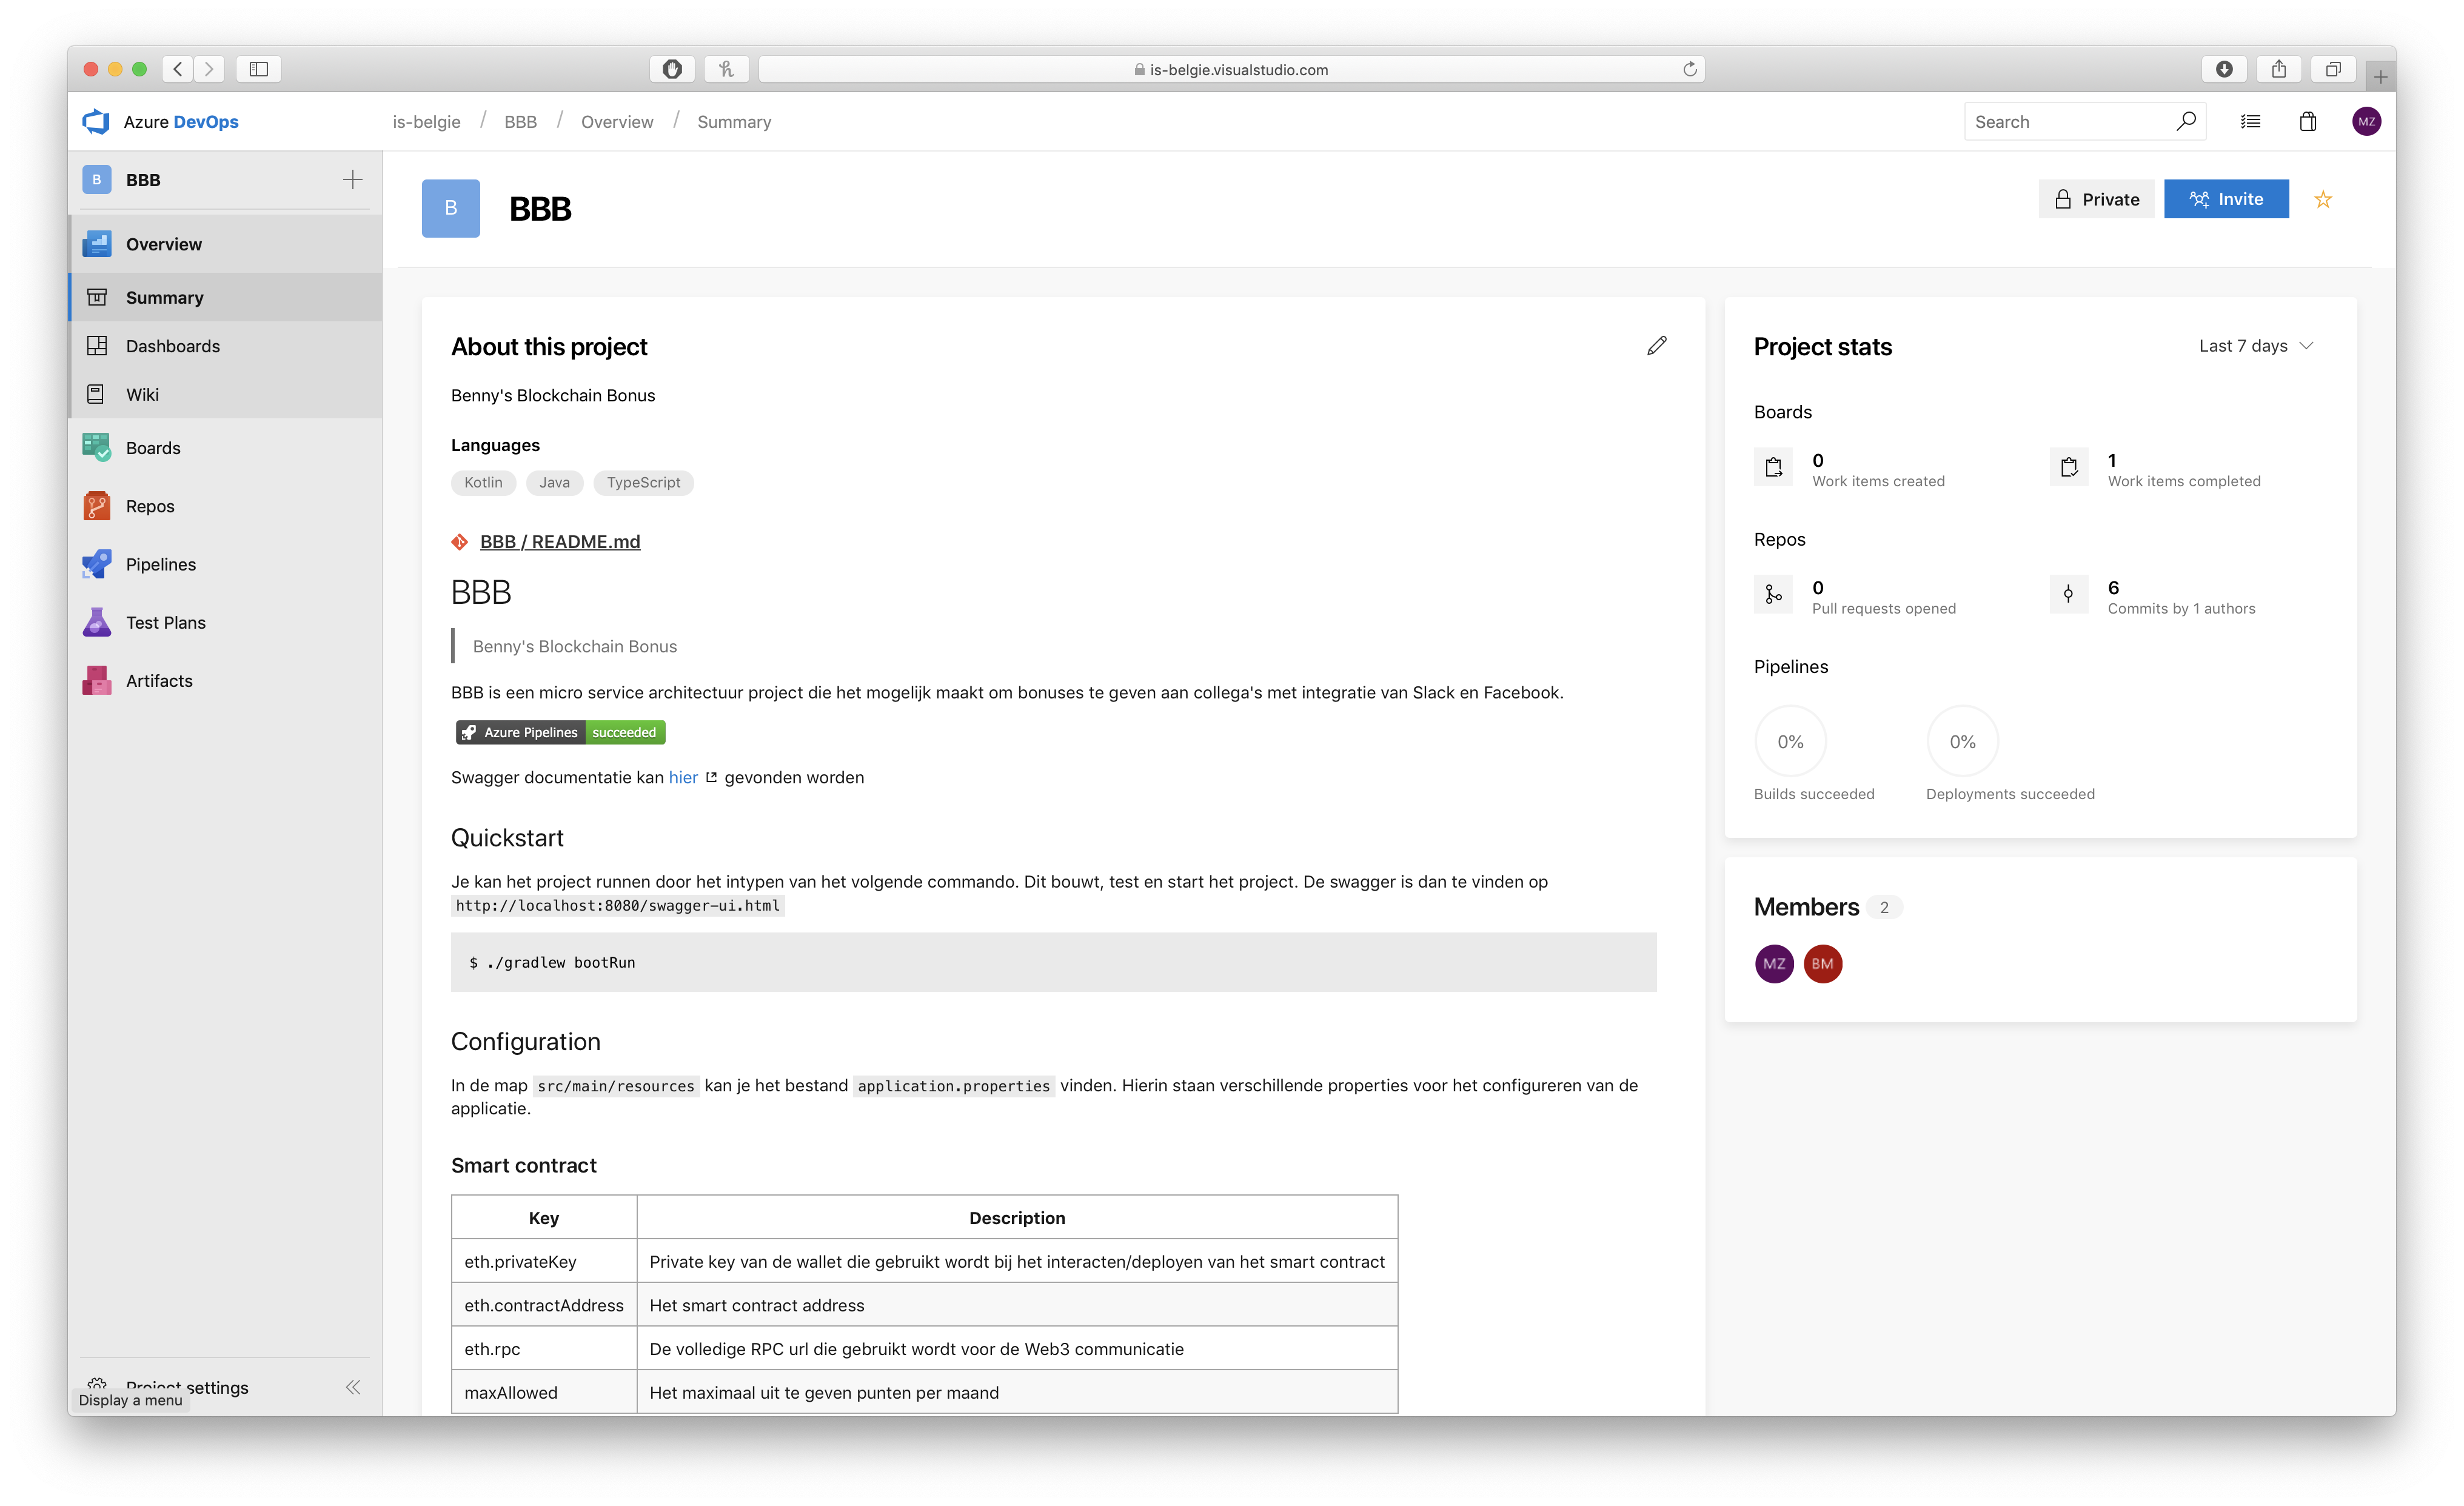 is-belgie.visualstudio.com
Azure DevOps
is-belgie / BBB / Overview / Summary
Search
MZ
B BBB
Overview
Summary
Dashboards
Wiki
Boards
Repos
Pipelines
Test Plans
Artifacts
Project settings
Display a menu
B BBB
Private
Invite
About this project
Benny's Blockchain Bonus
Languages
Kotlin Java TypeScript
BBB / README.md
BBB
Benny's Blockchain Bonus
BBB is een micro service architectuur project die het mogelijk maakt om bonuses te geven aan collega's met integratie van Slack en Facebook.
Azure Pipelines succeeded
Swagger documentatie kan hier gevonden worden
Quickstart
Je kan het project runnen door het intypen van het volgende commando. Dit bouwt, test en start het project. De swagger is dan te vinden op
http://localhost:8080/swagger-ui.html
$ ./gradlew bootRun
Configuration
In de map src/main/resources kan je het bestand application.properties vinden. Hierin staan verschillende properties voor het configureren van de
applicatie.
Smart contract
Key Description
eth.privateKey Private key van de wallet die gebruikt wordt bij het interacten/deployen van het smart contract
eth.contractAddress Het smart contract address
eth.rpc De volledige RPC url die gebruikt wordt voor de Web3 communicatie
maxAllowed Het maximaal uit te geven punten per maand
Project stats
Last 7 days
Boards
0 Work items created
1 Work items completed
Repos
0 Pull requests opened
6 Commits by 1 authors
Pipelines
0% 0%
Builds succeeded Deployments succeeded
Members 2
MZ BM